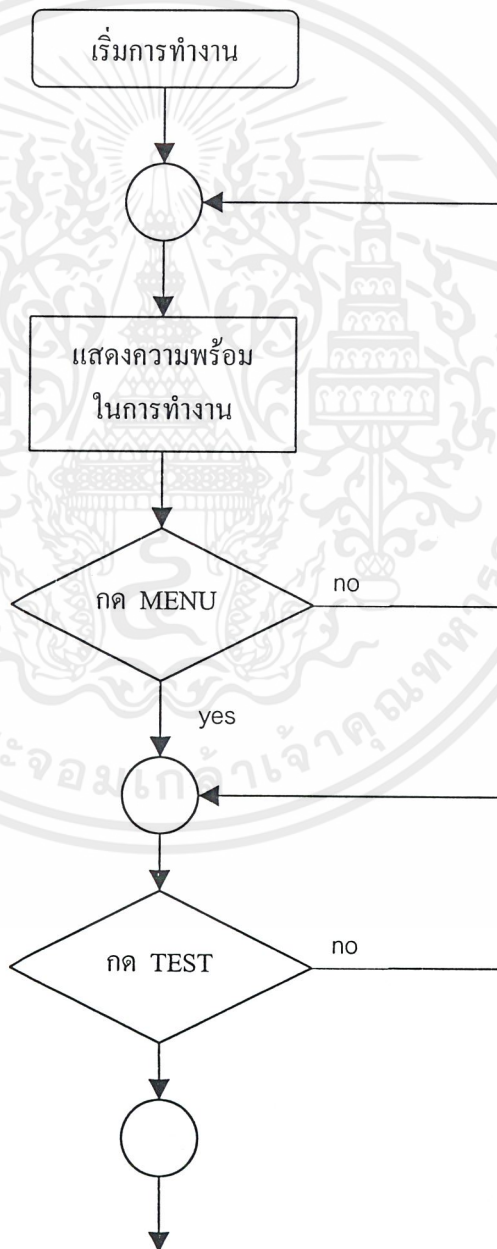 เริ่มการทำงาน
แสดงความพร้อม
ในการทำงาน
กด MENU
no
yes
กด TEST
no